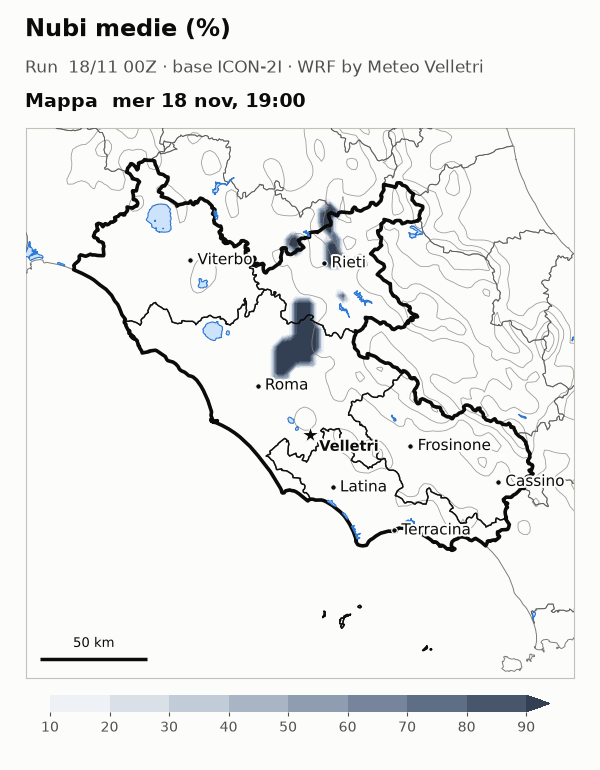 Nubi medie (%)
Run  18/11 00Z · base ICON-2I · WRF by Meteo Velletri
Mappa  mer 18 nov, 19:00
Viterbo
Rieti
Roma
Velletri
Frosinone
Latina
Cassino
Terracina
50 km
10 20 30 40 50 60 70 80 90